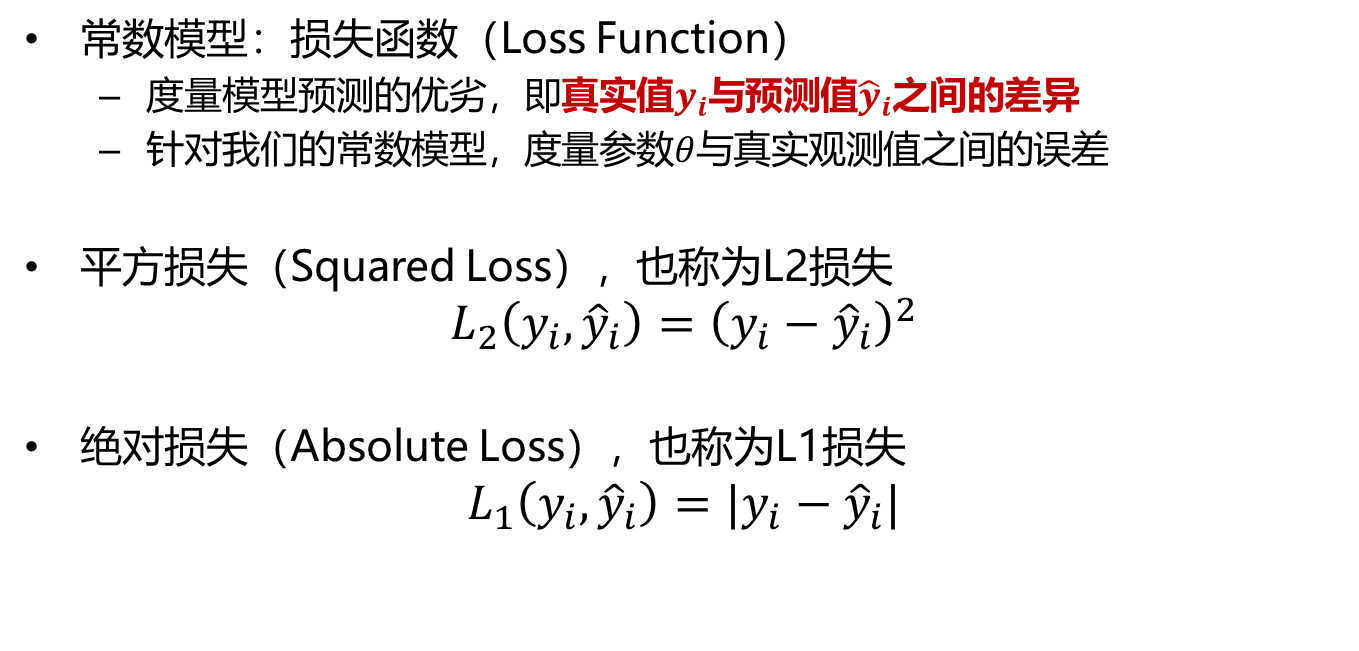 • 常数模型：损失函数（Loss Function）
– 度量模型预测的优劣，即真实值𝒚ᵢ与预测值ŷᵢ之间的差异
– 针对我们的常数模型，度量参数θ与真实观测值之间的误差
• 平方损失（Squared Loss），也称为L2损失
L₂(yᵢ, ŷᵢ) = (yᵢ − ŷᵢ)²
• 绝对损失（Absolute Loss），也称为L1损失
L₁(yᵢ, ŷᵢ) = |yᵢ − ŷᵢ|